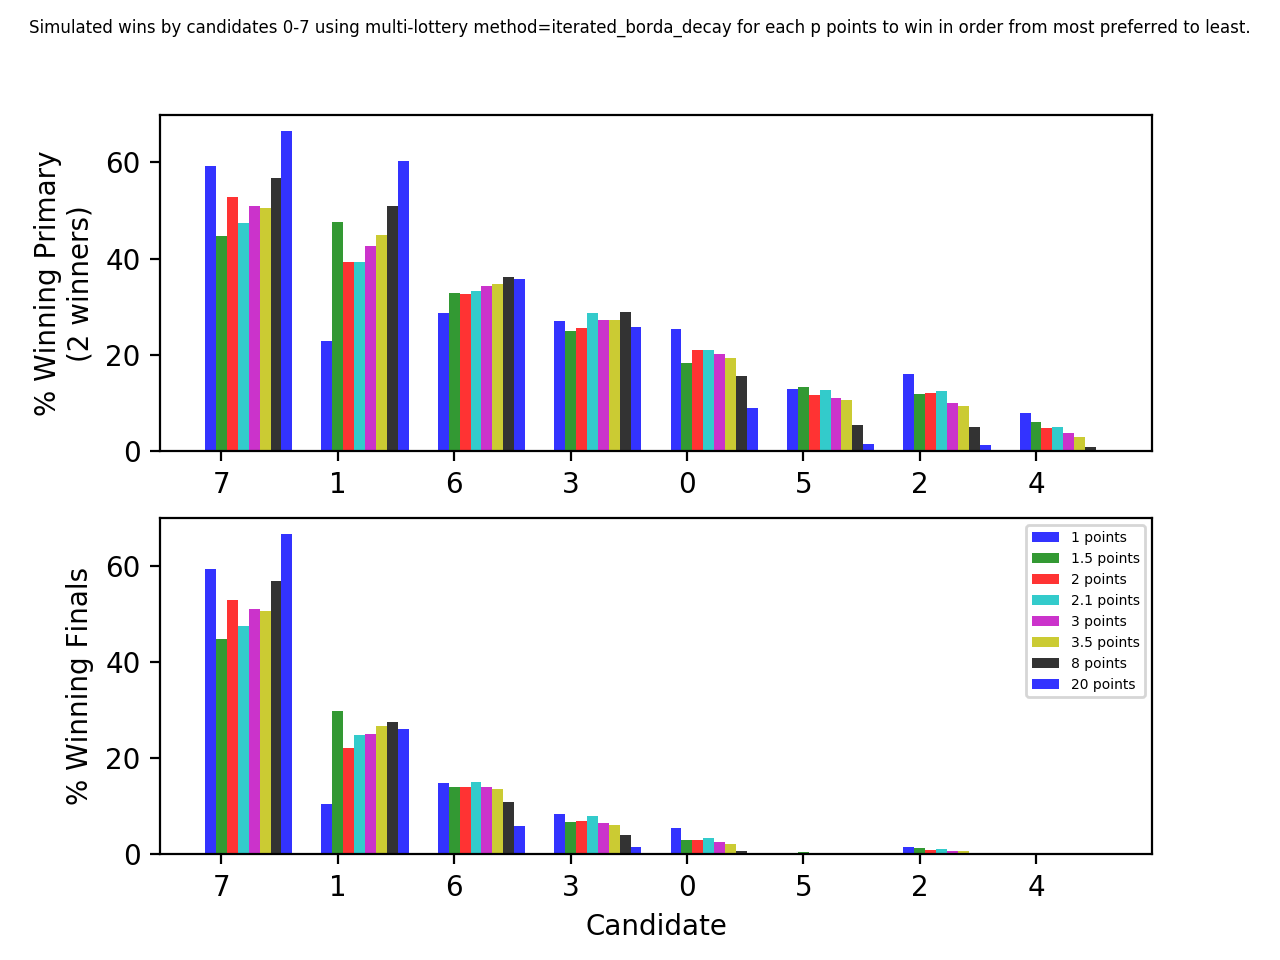 Simulated wins by candidates 0-7 using multi-lottery method=iterated_borda_decay for each p points to win in order from most preferred to least.
% Winning Primary
(2 winners)
60
40
20
0
7 1 6 3 0 5 2 4
% Winning Finals
60
40
20
0
1 points
1.5 points
2 points
2.1 points
3 points
3.5 points
8 points
20 points
7 1 6 3 0 5 2 4
Candidate